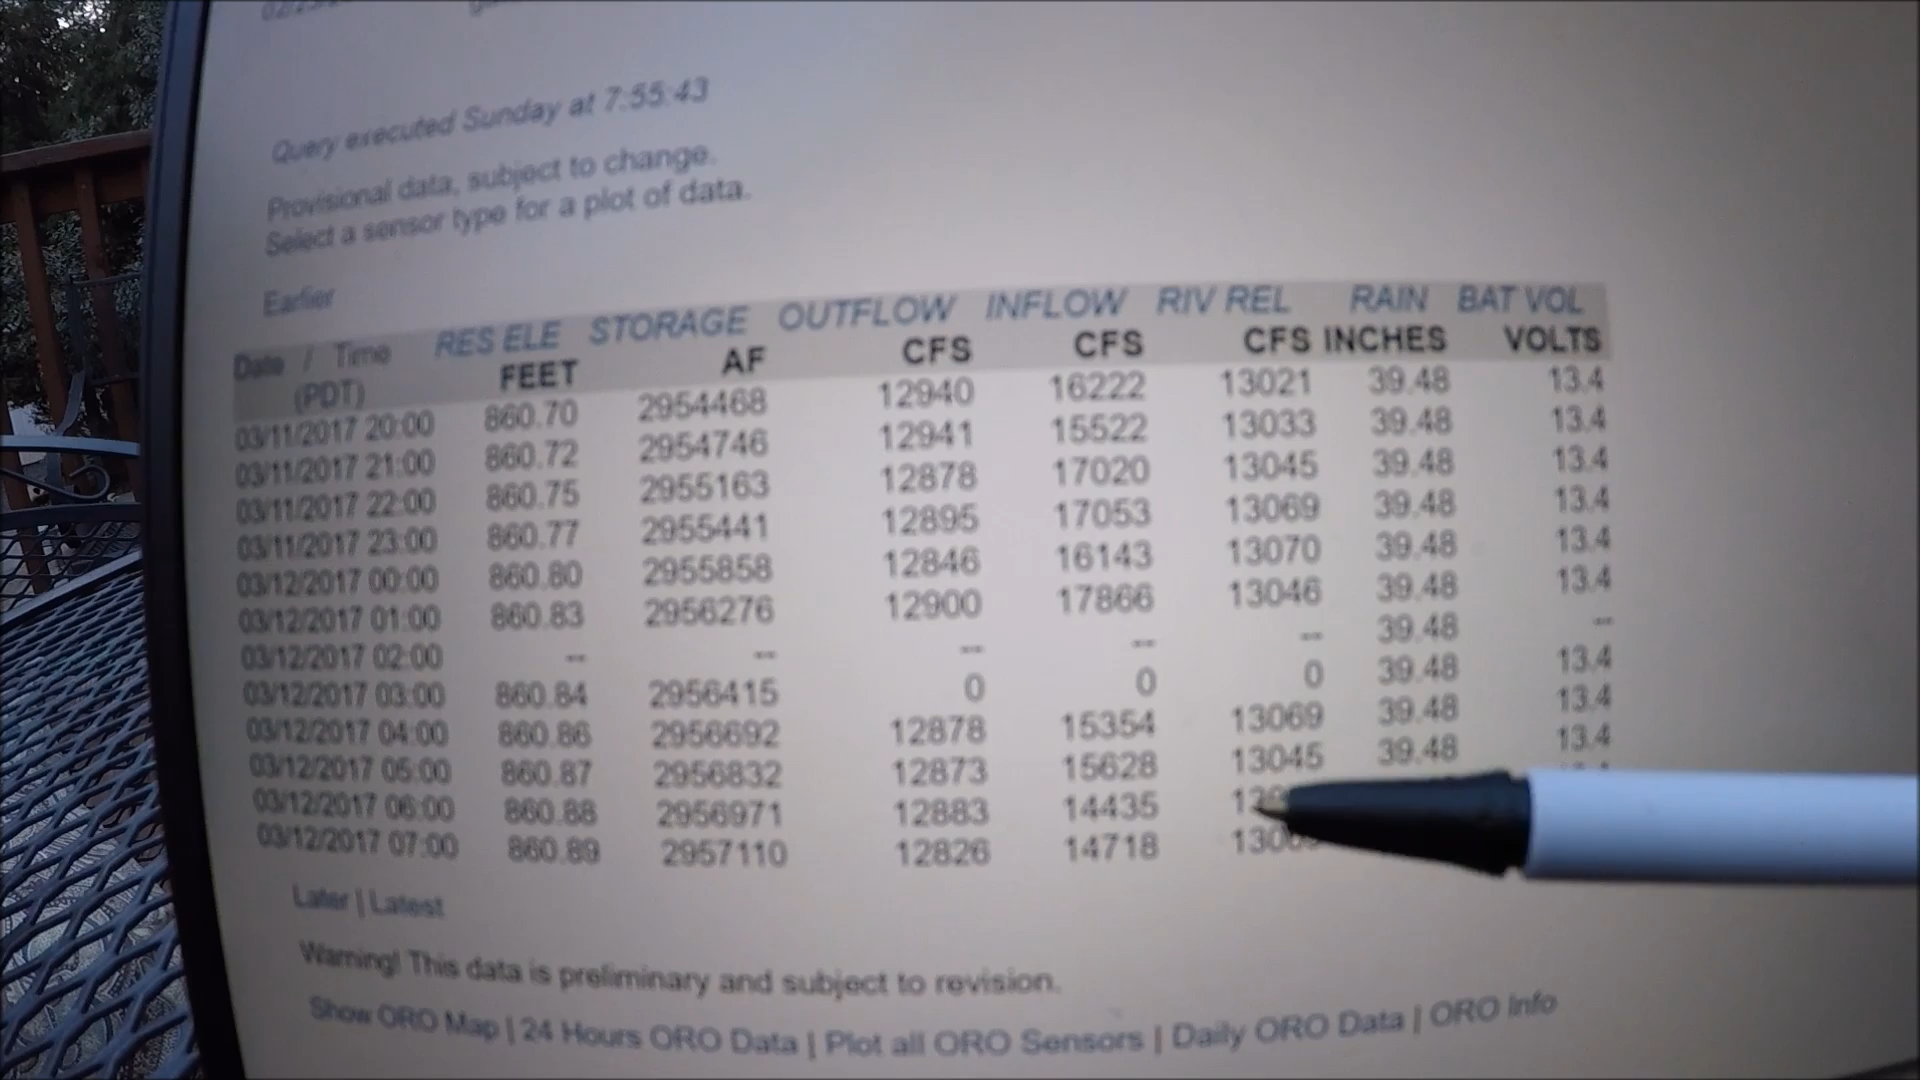 Query executed Sunday at 7:55:43
Provisional data, subject to change.
Select a sensor type for a plot of data.
Earlier
Date / Time RES ELE STORAGE OUTFLOW INFLOW RIV REL RAIN BAT VOL
(PDT) FEET AF CFS CFS CFS INCHES VOLTS
03/11/2017 20:00 860.70 2954468 12940 16222 13021 39.48 13.4
03/11/2017 21:00 860.72 2954746 12941 15522 13033 39.48 13.4
03/11/2017 22:00 860.75 2955163 12878 17020 13045 39.48 13.4
03/11/2017 23:00 860.77 2955441 12895 17053 13069 39.48 13.4
03/12/2017 00:00 860.80 2955858 12846 16143 13070 39.48 13.4
03/12/2017 01:00 860.83 2956276 12900 17866 13046 39.48 13.4
03/12/2017 02:00 -- -- -- -- -- 39.48 --
03/12/2017 03:00 860.84 2956415 0 0 0 39.48 13.4
03/12/2017 04:00 860.86 2956692 12878 15354 13069 39.48 13.4
03/12/2017 05:00 860.87 2956832 12873 15628 13045 39.48 13.4
03/12/2017 06:00 860.88 2956971 12883 14435
03/12/2017 07:00 860.89 2957110 12826 14718
Later | Latest
Warning! This data is preliminary and subject to revision.
Show ORO Map | 24 Hours ORO Data | Plot all ORO Sensors | Daily ORO Data | ORO Info